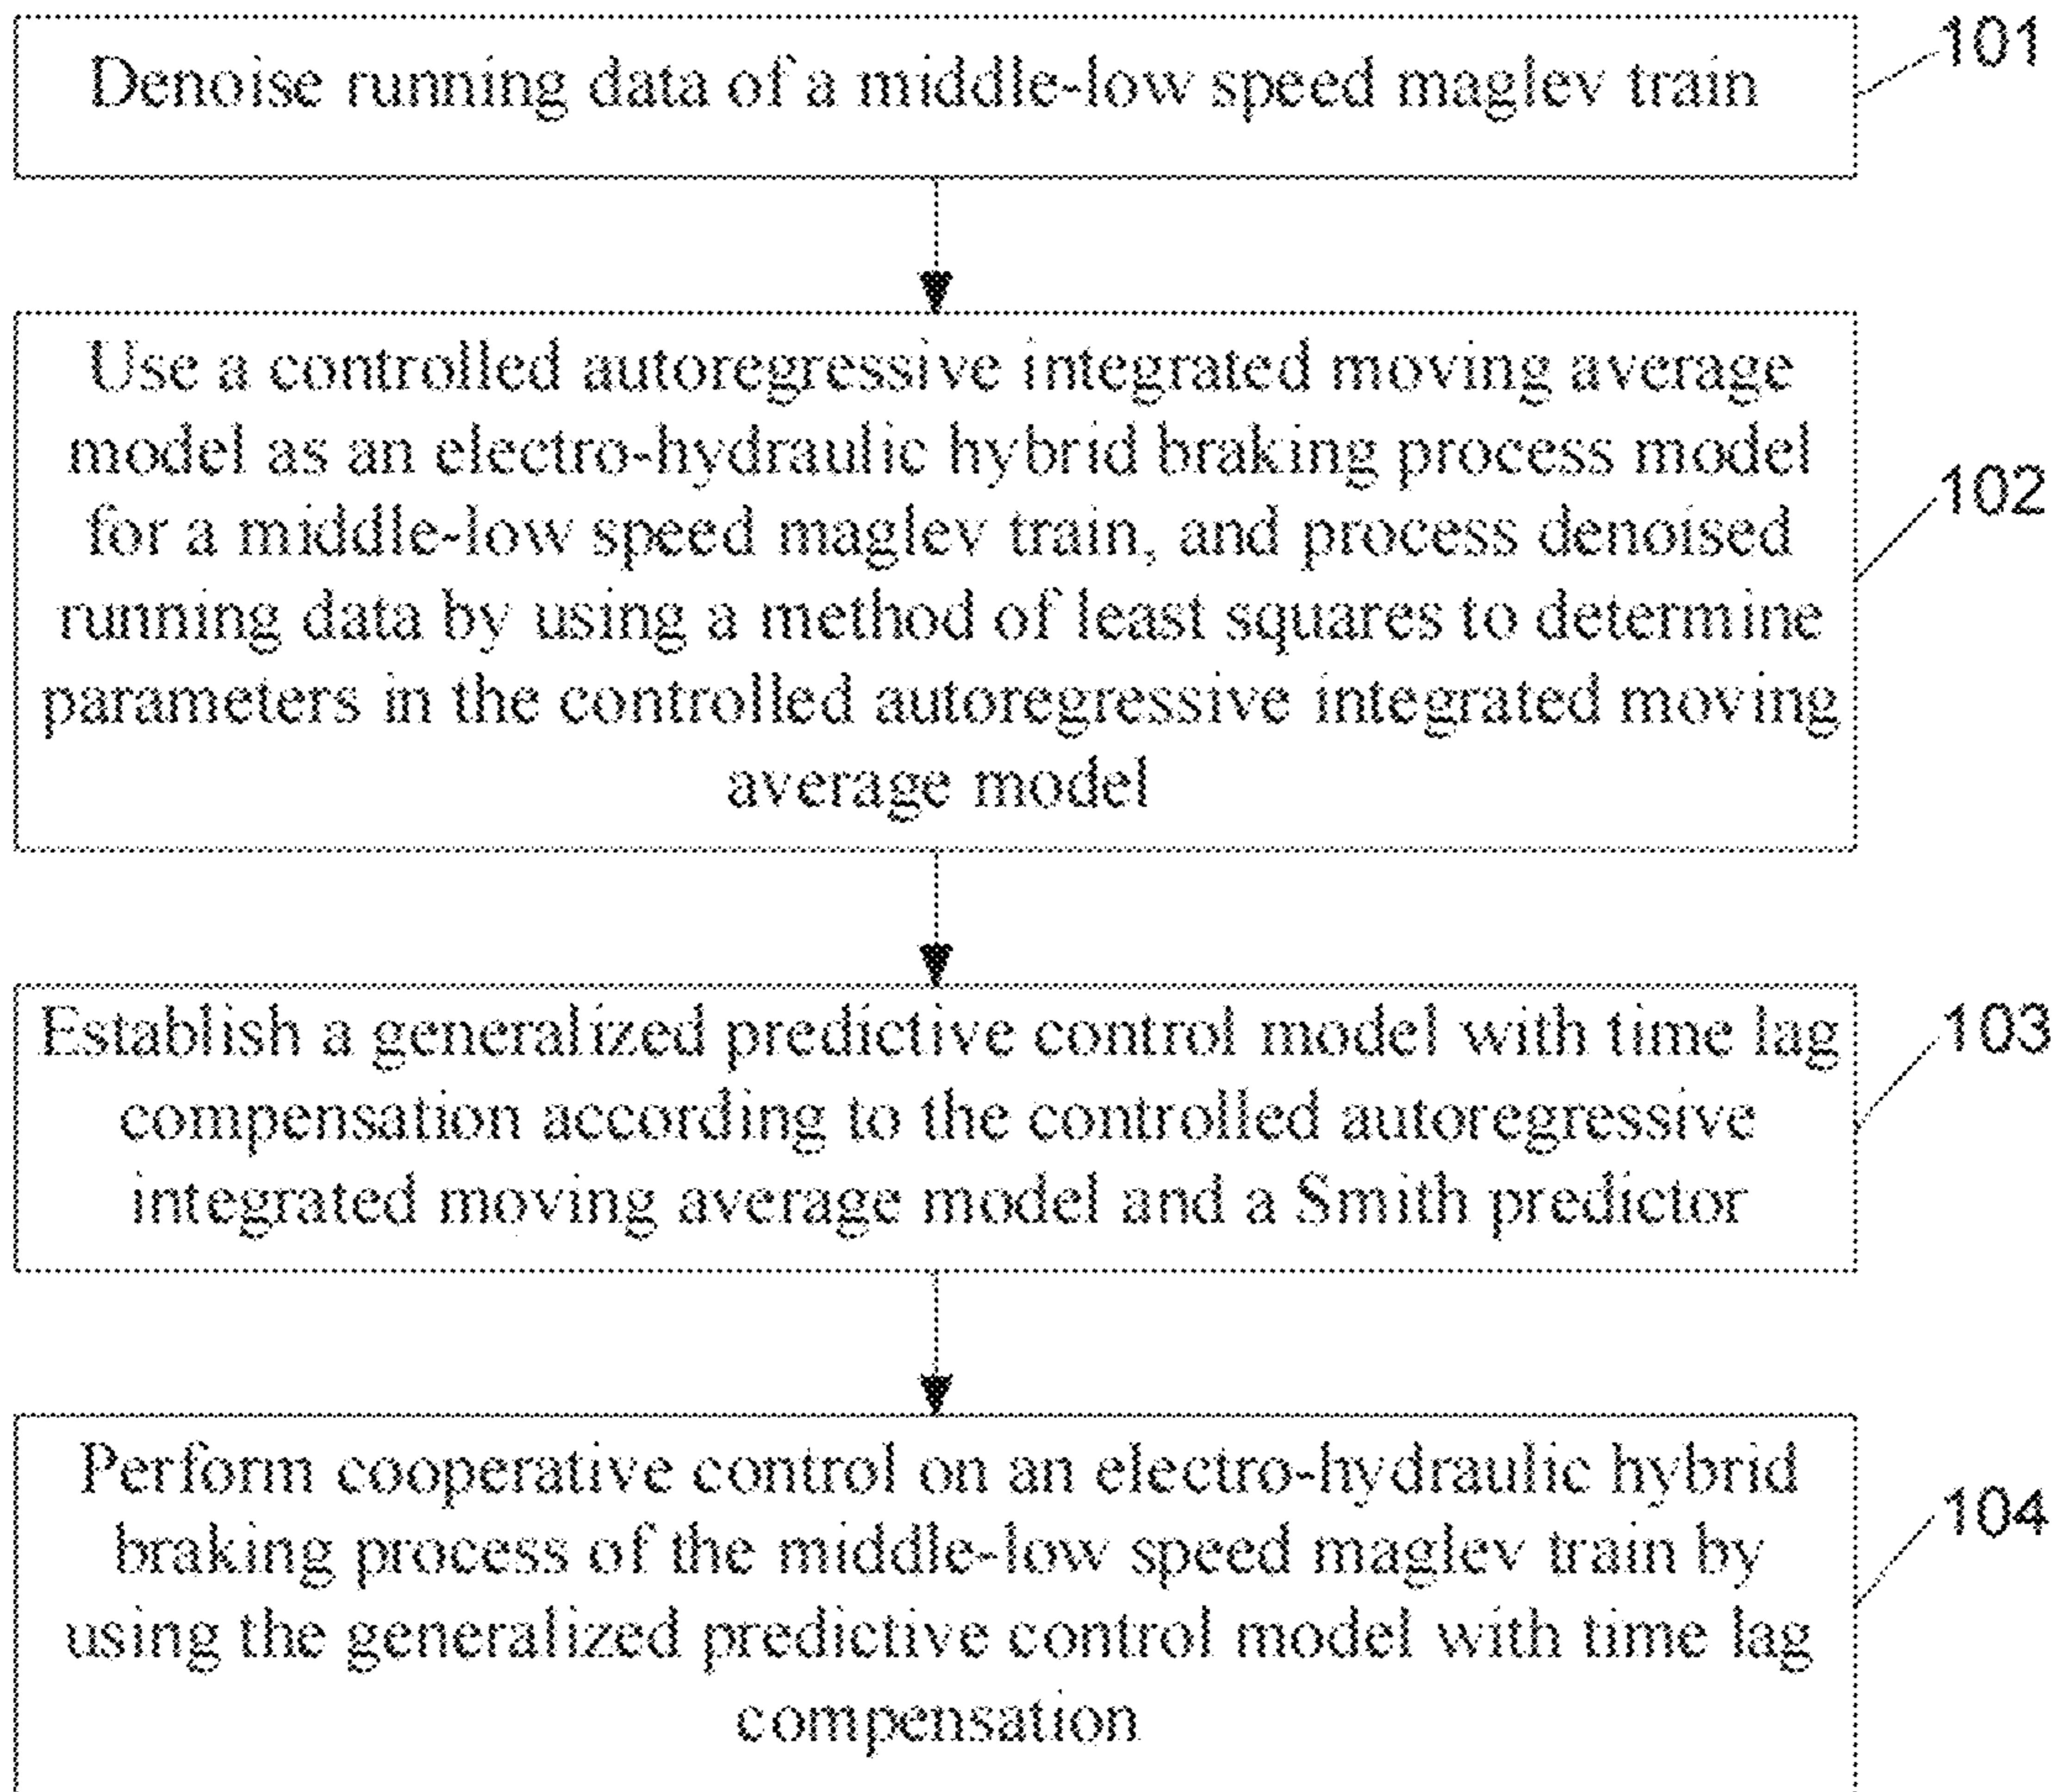 Denoise running data of a middle-low speed maglev train
101
Use a controlled autoregressive integrated moving average
model as an electro-hydraulic hybrid braking process model
for a middle-low speed maglev train, and process denoised
running data by using a method of least squares to determine
parameters in the controlled autoregressive integrated moving
average model
102
Establish a generalized predictive control model with time lag
compensation according to the controlled autoregressive
integrated moving average model and a Smith predictor
103
Perform cooperative control on an electro-hydraulic hybrid
braking process of the middle-low speed maglev train by
using the generalized predictive control model with time lag
compensation
104